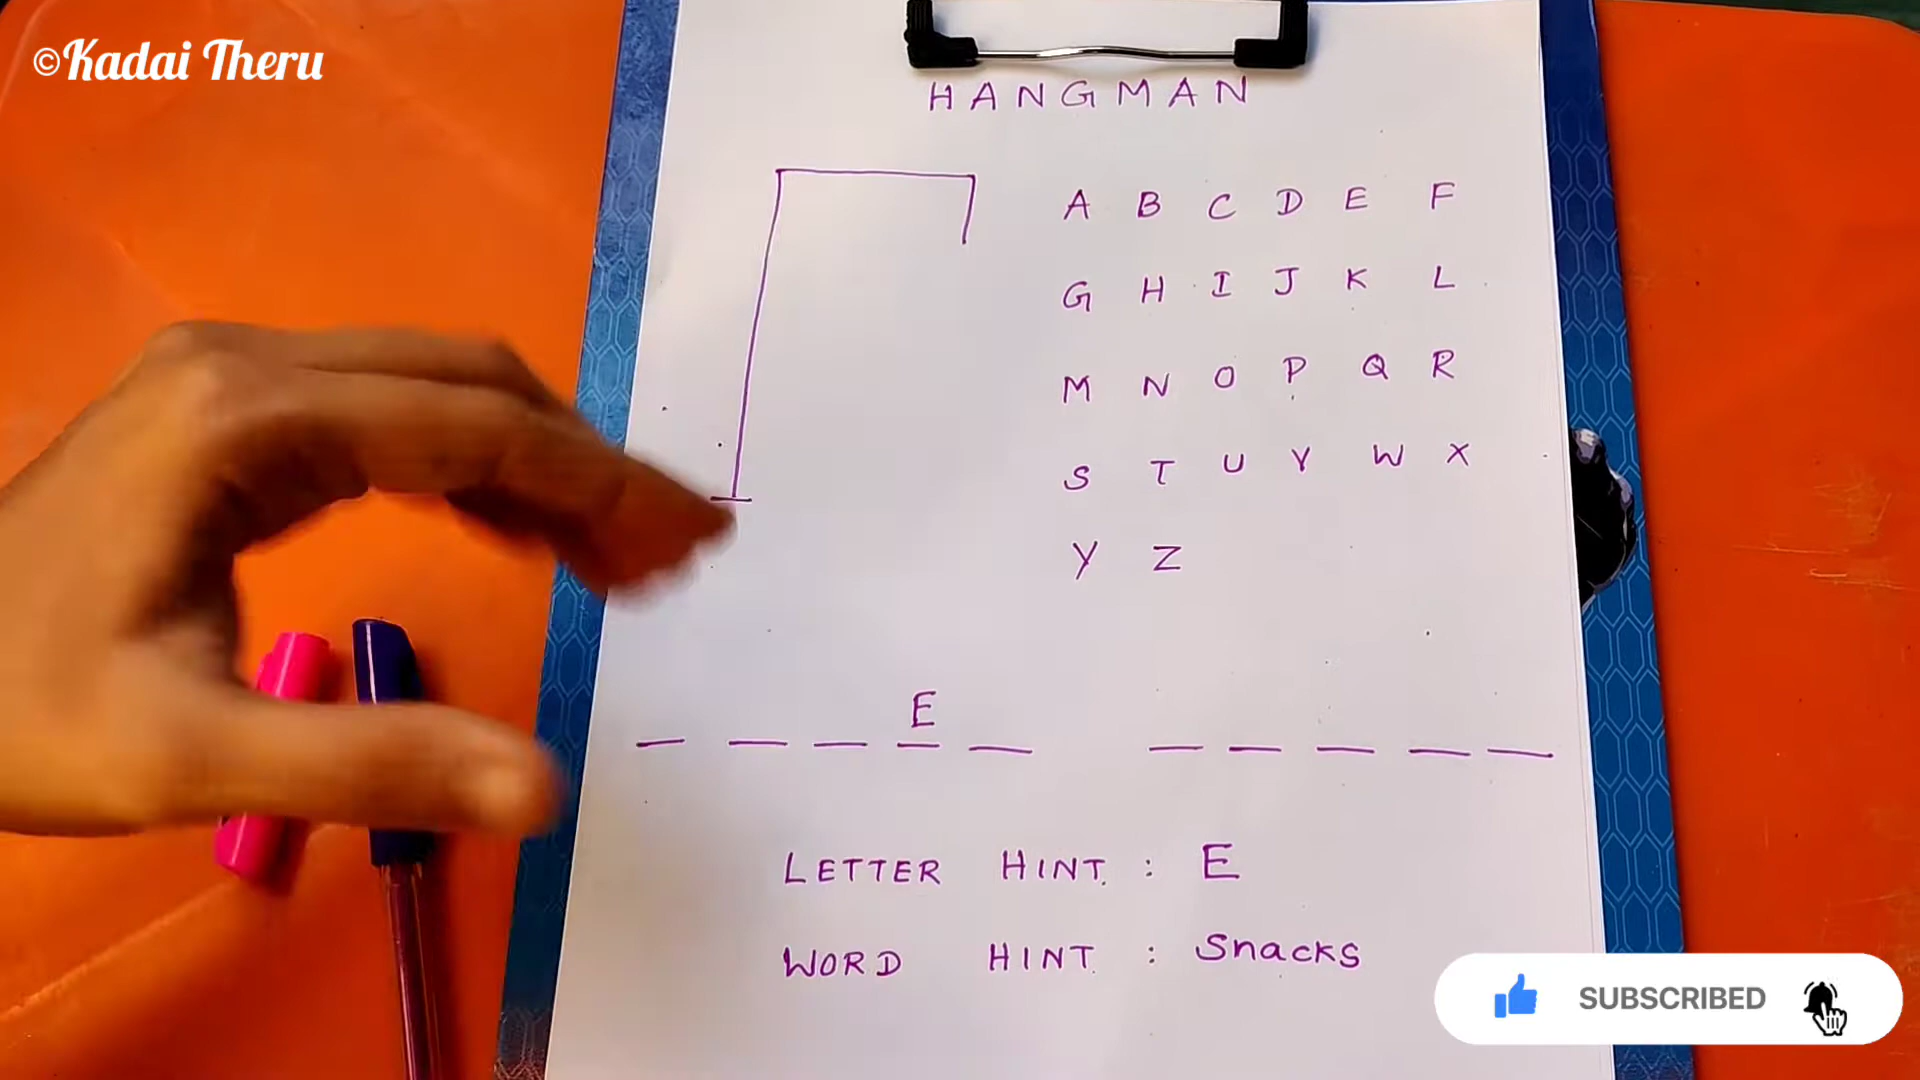 ©Kadai Theru
HANGMAN
A B C D E F
G H I J K L
M N O P Q R
S T U V W X
Y Z
E
LETTER HINT : E
WORD HINT : Snacks
SUBSCRIBED